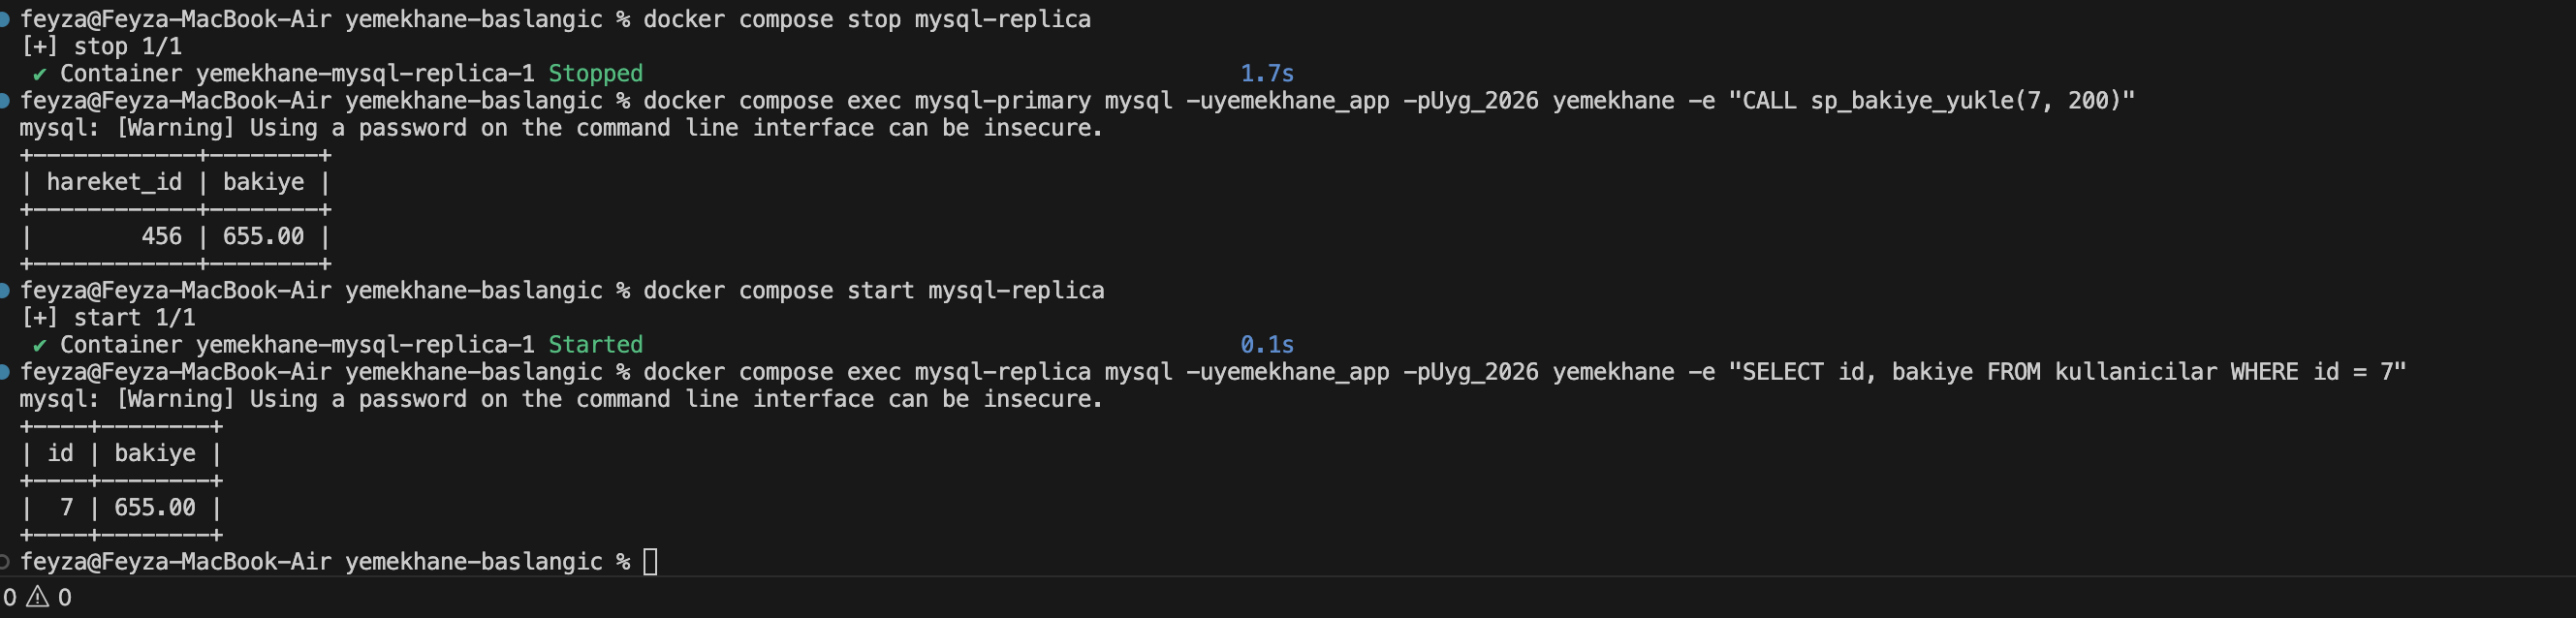 feyza@Feyza-MacBook-Air yemekhane-baslangic % docker compose stop mysql-replica
[+] stop 1/1
✔ Container yemekhane-mysql-replica-1 Stopped 1.7s
feyza@Feyza-MacBook-Air yemekhane-baslangic % docker compose exec mysql-primary mysql -uyemekhane_app -pUyg_2026 yemekhane -e "CALL sp_bakiye_yukle(7, 200)"
mysql: [Warning] Using a password on the command line interface can be insecure.
+------------+--------+
| hareket_id | bakiye |
+------------+--------+
|        456 | 655.00 |
+------------+--------+
feyza@Feyza-MacBook-Air yemekhane-baslangic % docker compose start mysql-replica
[+] start 1/1
✔ Container yemekhane-mysql-replica-1 Started 0.1s
feyza@Feyza-MacBook-Air yemekhane-baslangic % docker compose exec mysql-replica mysql -uyemekhane_app -pUyg_2026 yemekhane -e "SELECT id, bakiye FROM kullanicilar WHERE id = 7"
mysql: [Warning] Using a password on the command line interface can be insecure.
+----+--------+
| id | bakiye |
+----+--------+
|  7 | 655.00 |
+----+--------+
feyza@Feyza-MacBook-Air yemekhane-baslangic %
0 ⚠ 0